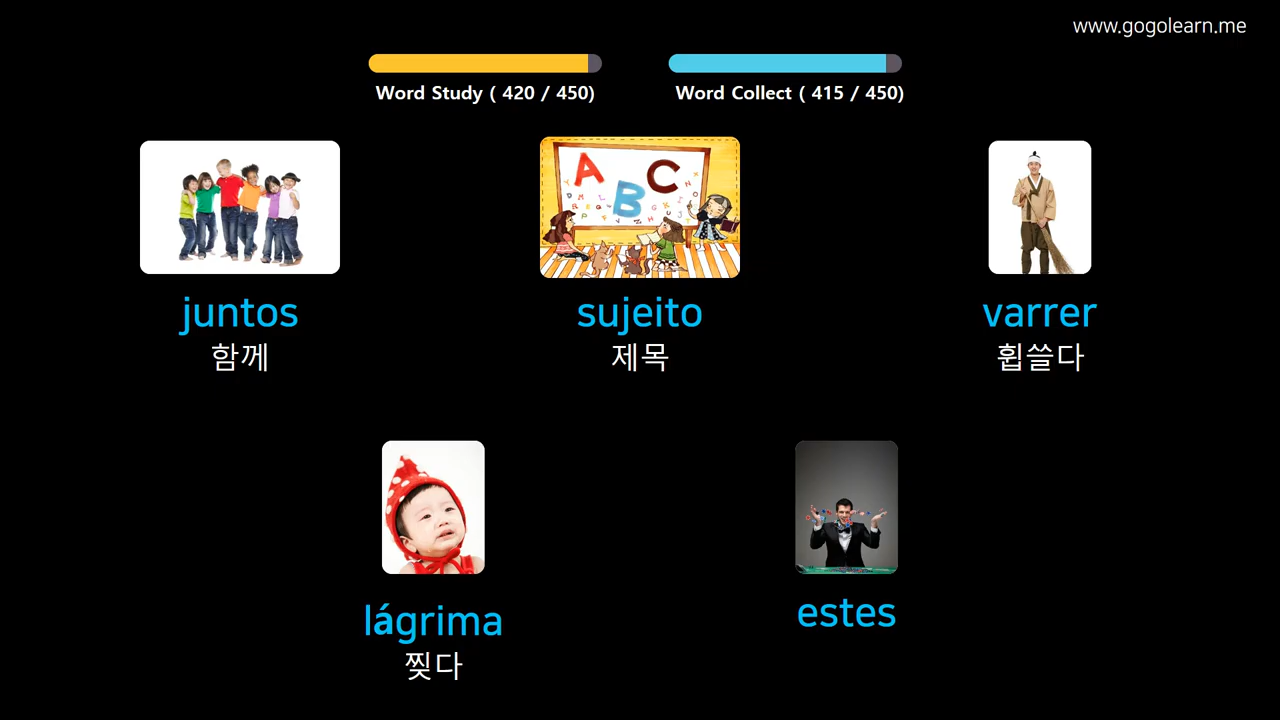 www.gogolearn.me
Word Study ( 420 / 450)
Word Collect ( 415 / 450)
A B C
juntos
함께
sujeito
제목
varrer
휩쓸다
lágrima
찢다
estes